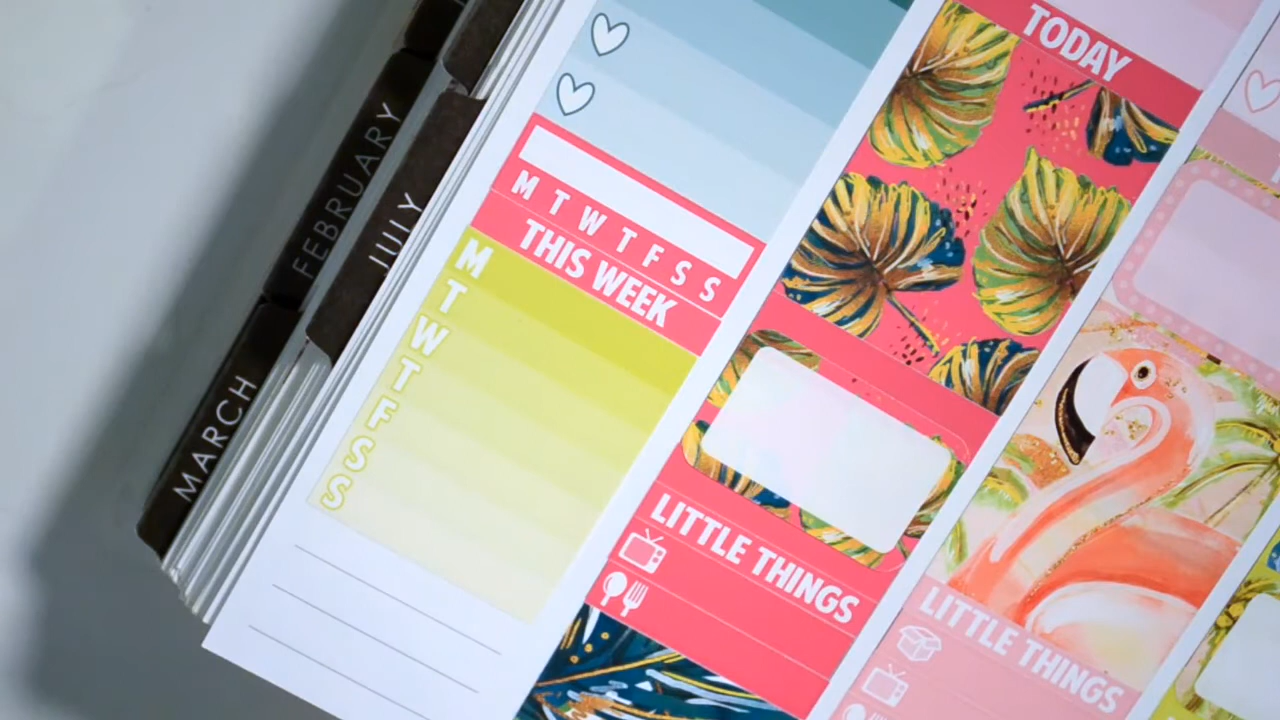 FEBRUARY
JULY
MARCH
M T W T F S S
THIS WEEK
M
T
W
T
F
S
S
TODAY
LITTLE THINGS
LITTLE THINGS